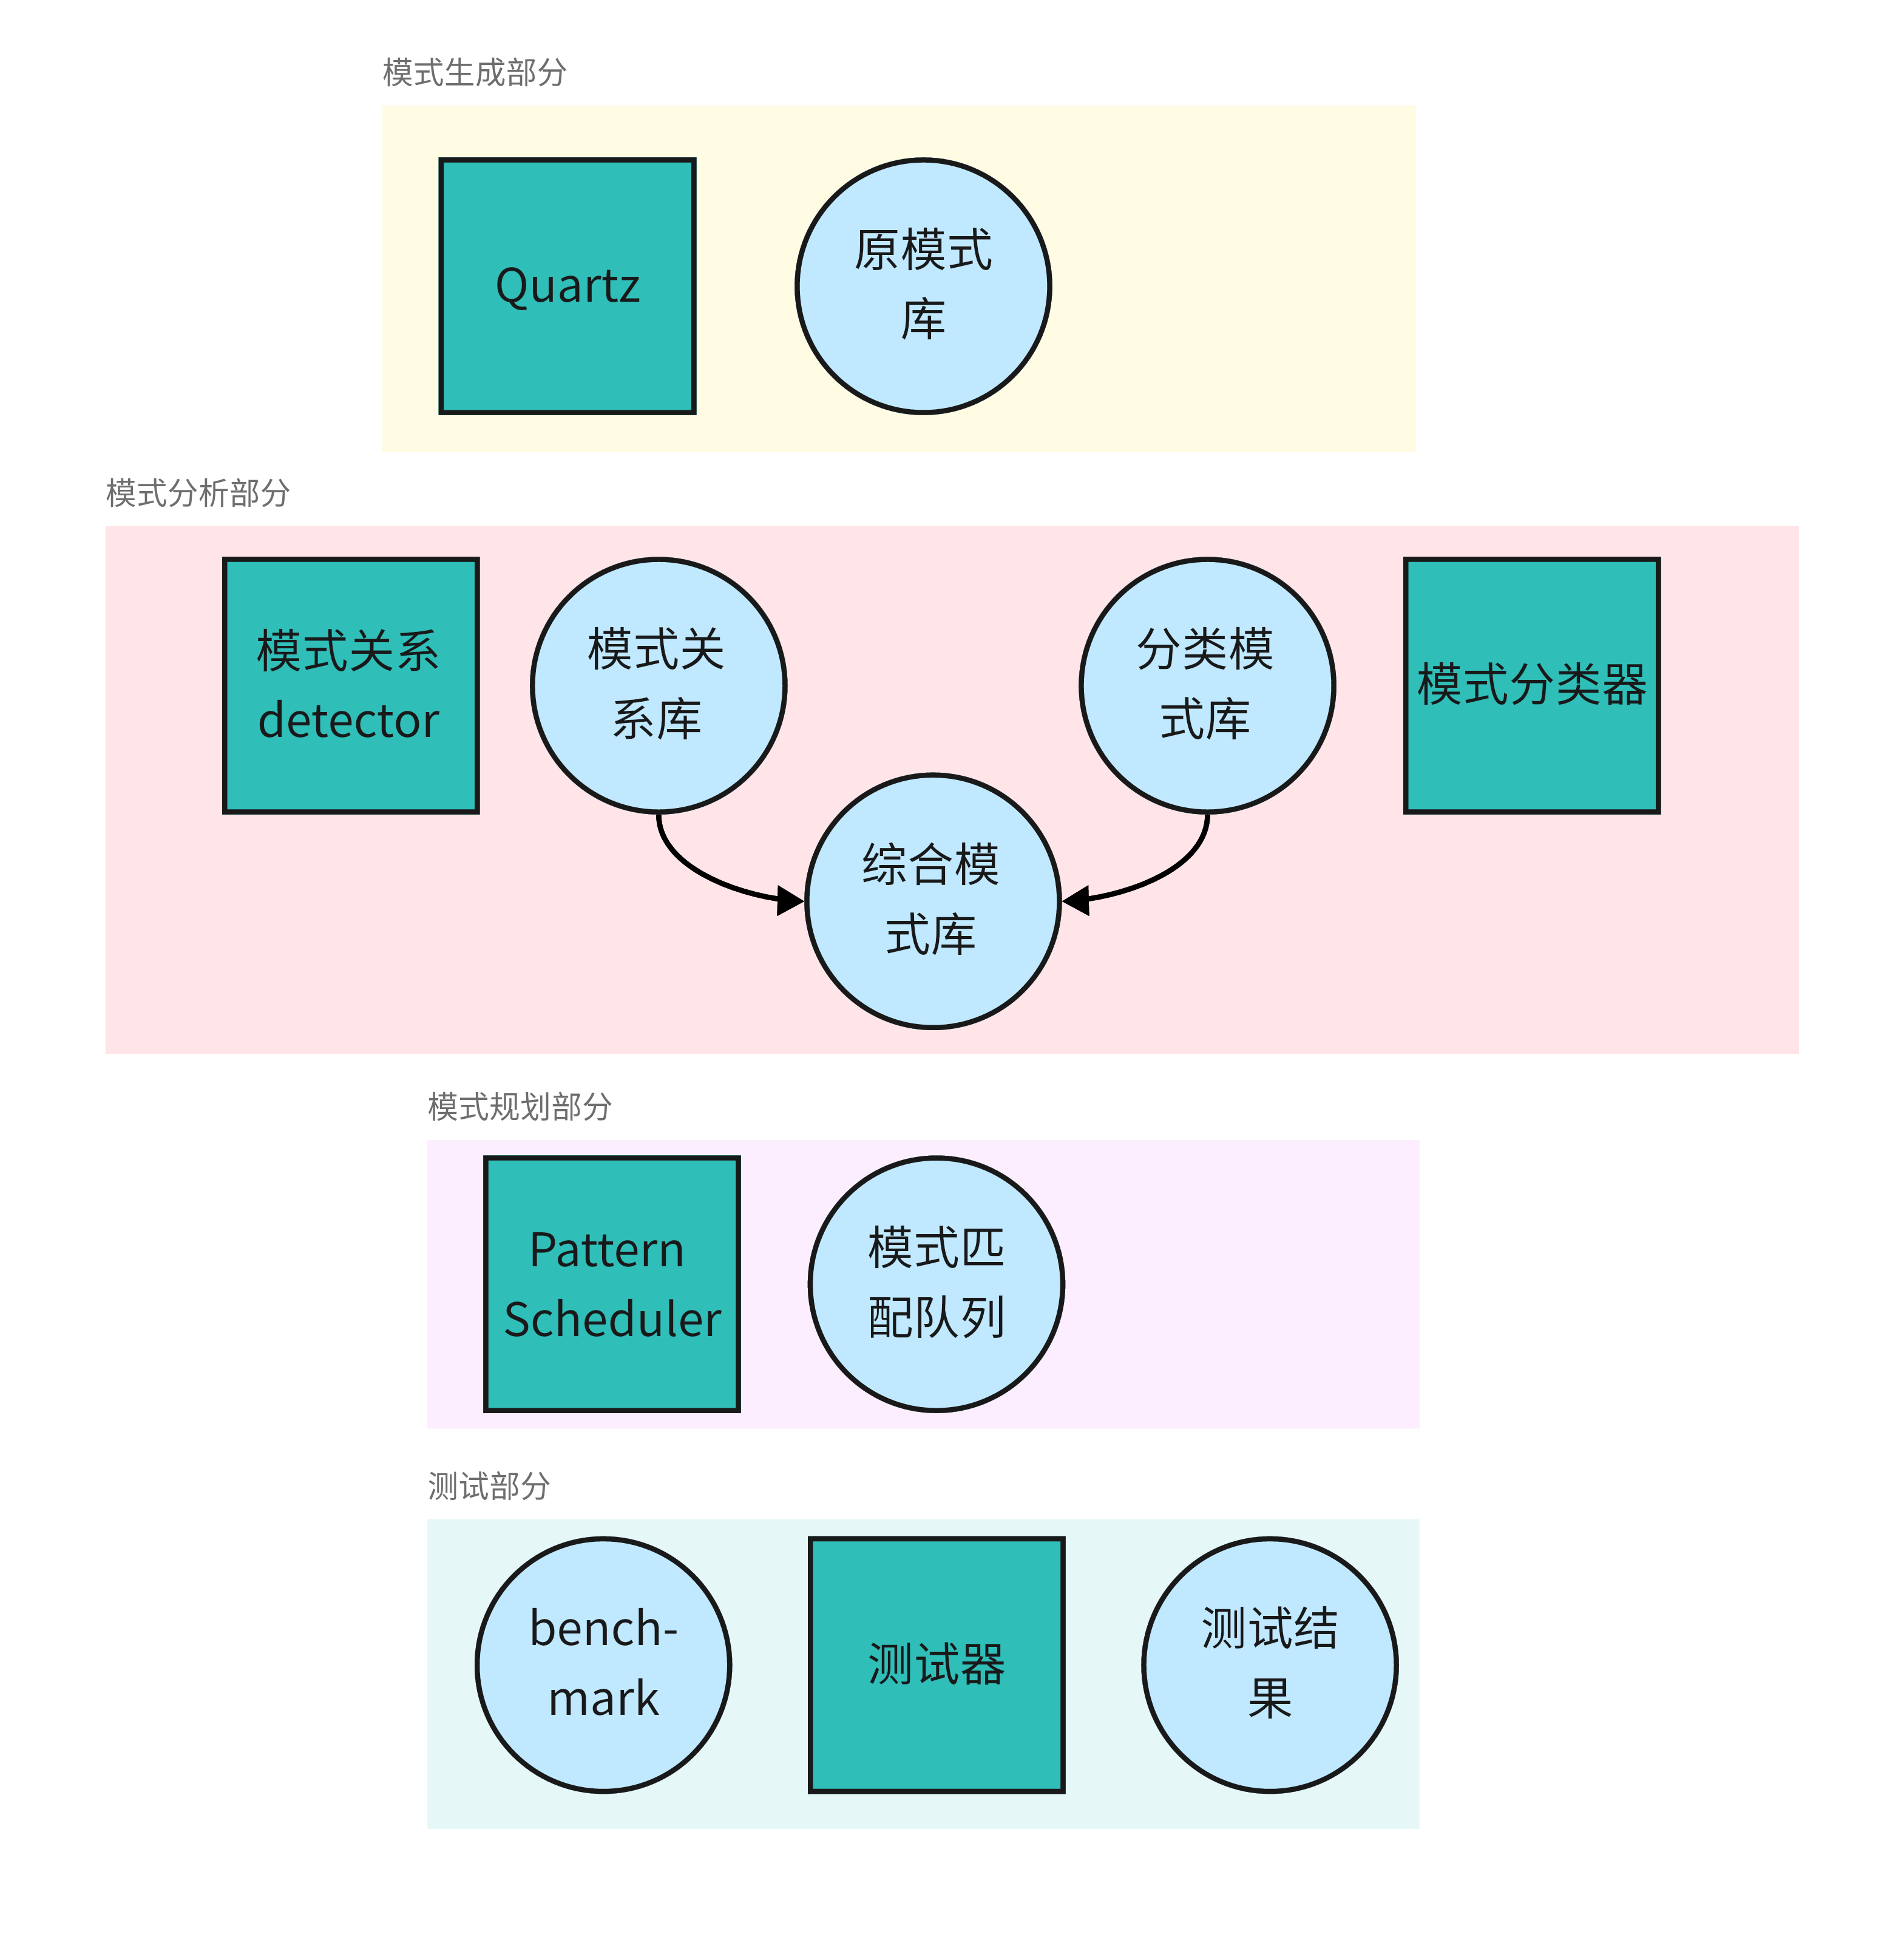 模式生成部分
Quartz
原模式
库
模式分析部分
模式关系
detector
模式关
系库
分类模
式库
模式分类器
综合模
式库
模式规划部分
Pattern
Scheduler
模式匹
配队列
测试部分
bench-
mark
测试器
测试结
果